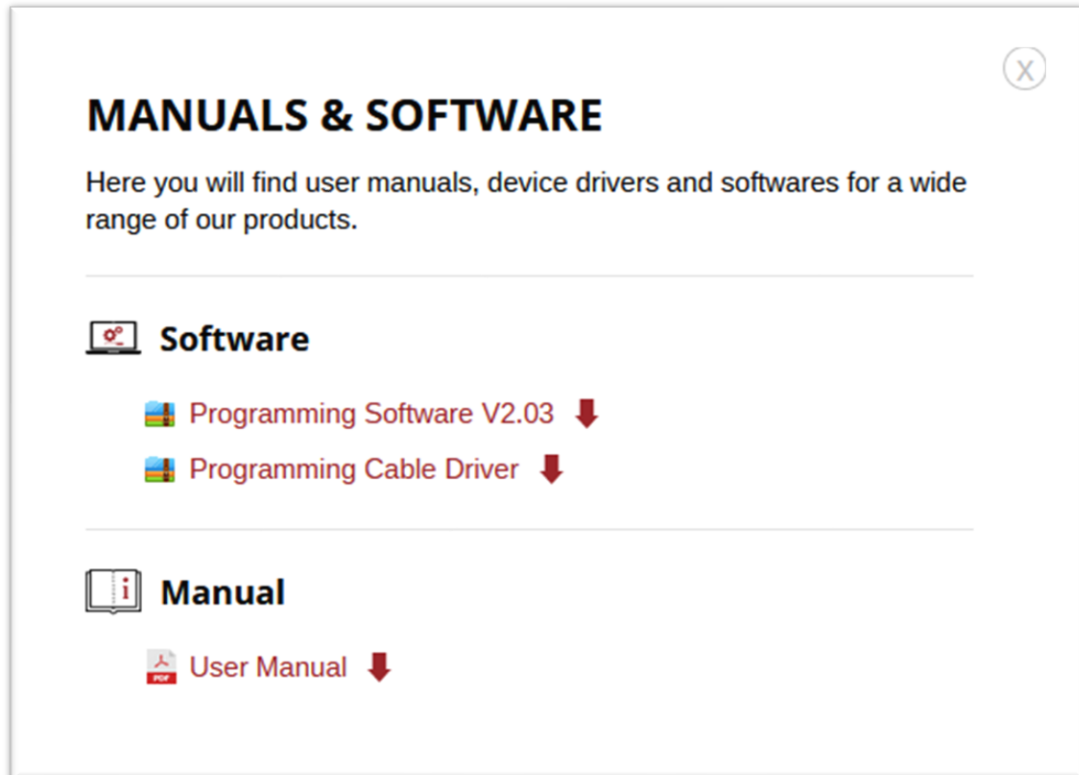 X
MANUALS & SOFTWARE
Here you will find user manuals, device drivers and softwares for a wide
range of our products.
Software
Programming Software V2.03
Programming Cable Driver
i
Manual
PDF
User Manual